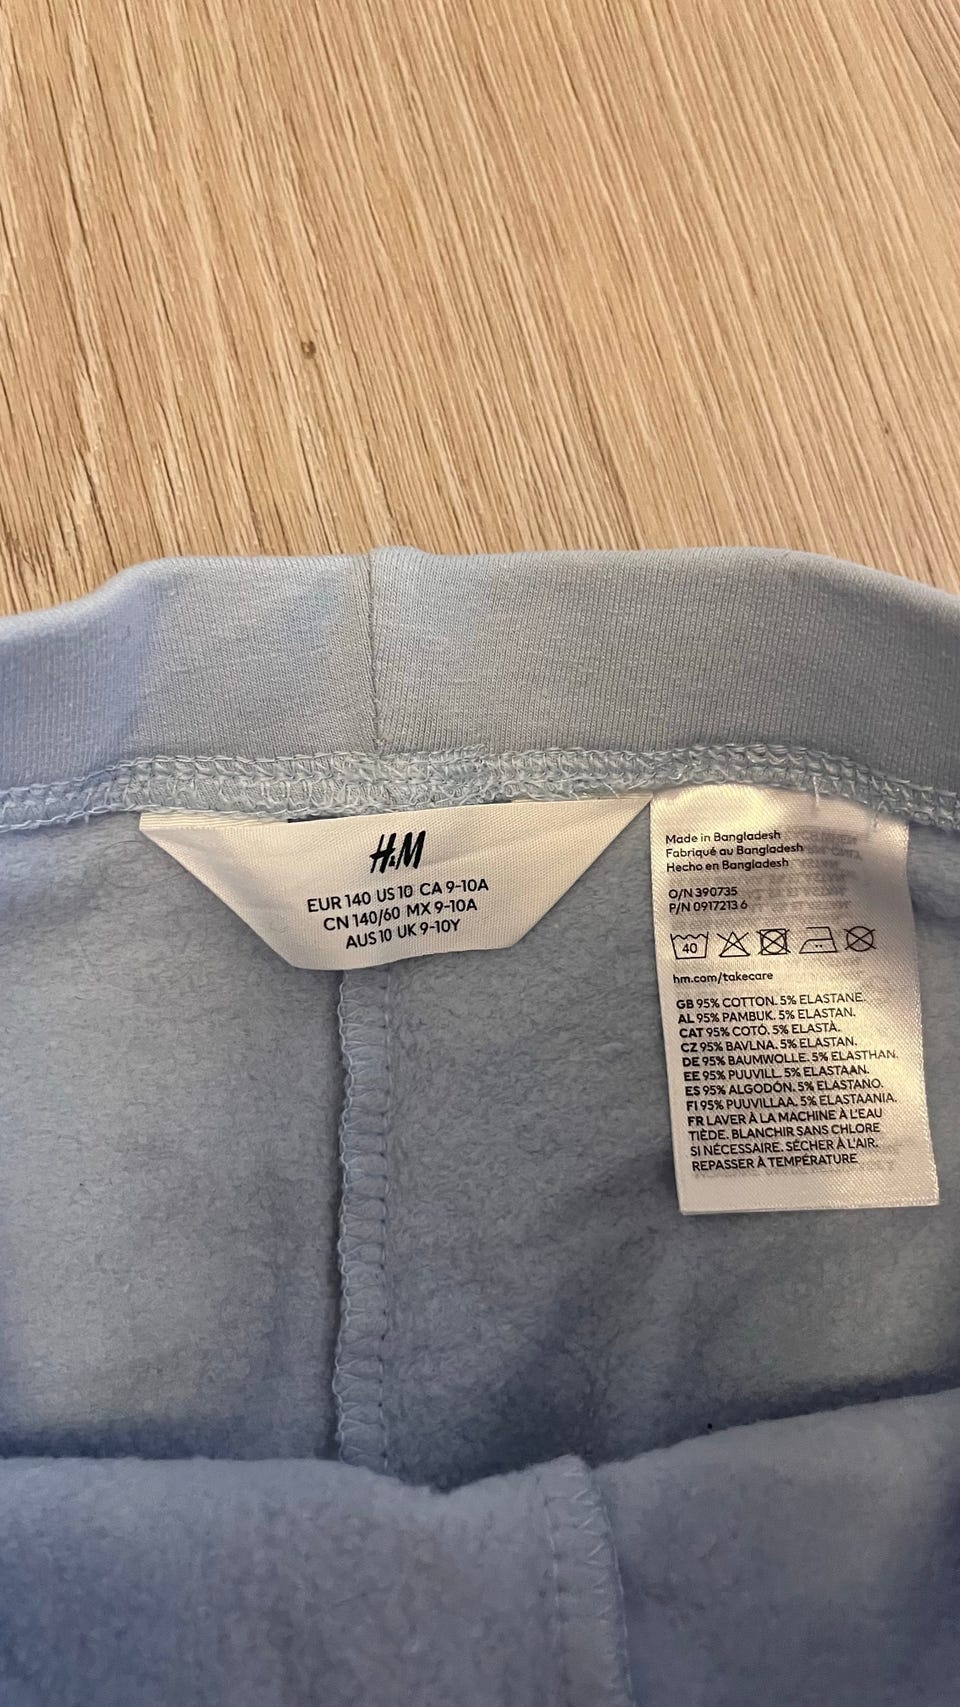 H&M
EUR 140 US 10 CA 9-10A
CN 140/60 MX 9-10A
AUS 10 UK 9-10Y
Made in Bangladesh
Fabriqué au Bangladesh
Hecho en Bangladesh
O/N 390735
P/N 0917213 6
40
hm.com/takecare
GB 95% COTTON. 5% ELASTANE.
AL 95% PAMBUK. 5% ELASTAN.
CAT 95% COTÓ. 5% ELASTÀ.
CZ 95% BAVLNA. 5% ELASTAN.
DE 95% BAUMWOLLE. 5% ELASTHAN.
EE 95% PUUVILL. 5% ELASTAAN.
ES 95% ALGODÓN. 5% ELASTANO.
FI 95% PUUVILLAA. 5% ELASTAANIA.
FR LAVER À LA MACHINE À L'EAU
TIÈDE. BLANCHIR SANS CHLORE
SI NÉCESSAIRE. SÉCHER À L'AIR.
REPASSER À TEMPÉRATURE